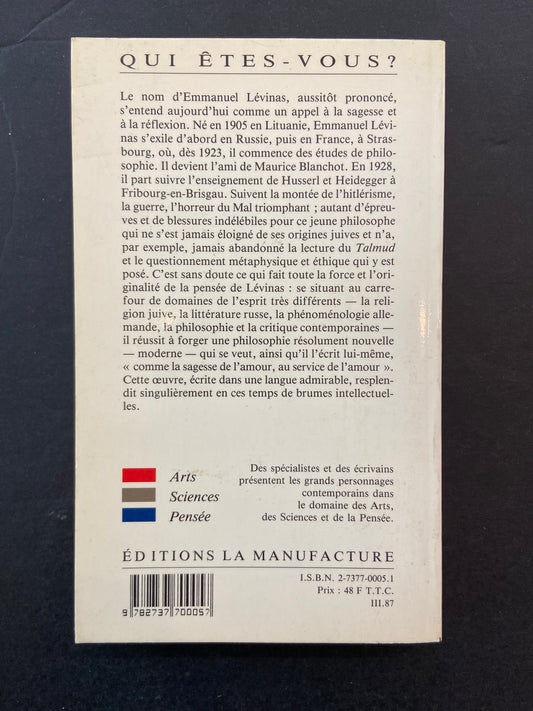 QUI ÊTES-VOUS?
Le nom d'Emmanuel Lévinas, aussitôt prononcé,
s'entend aujourd'hui comme un appel à la sagesse et
à la réflexion. Né en 1905 en Lituanie, Emmanuel Lévi-
nas s'exile d'abord en Russie, puis en France, à Stras-
bourg, où, dès 1923, il commence des études de philo-
sophie. Il devient l'ami de Maurice Blanchot. En 1928,
il part suivre l'enseignement de Husserl et Heidegger à
Fribourg-en-Brisgau. Suivent la montée de l'hitlérisme,
la guerre, l'horreur du Mal triomphant ; autant d'épreu-
ves et de blessures indélébiles pour ce jeune philosophe
qui ne s'est jamais éloigné de ses origines juives et n'a,
par exemple, jamais abandonné la lecture du Talmud
et le questionnement métaphysique et éthique qui y est
posé. C'est sans doute ce qui fait toute la force et l'ori-
ginalité de la pensée de Lévinas : se situant au carre-
four de domaines de l'esprit très différents — la reli-
gion juive, la littérature russe, la phénoménologie alle-
mande, la philosophie et la critique contemporaines —
il réussit à forger une philosophie résolument nouvelle
— moderne — qui se veut, ainsi qu'il l'écrit lui-même,
« comme la sagesse de l'amour, au service de l'amour ».
Cette œuvre, écrite dans une langue admirable, resplen-
dit singulièrement en ces temps de brumes intellectuel-
les.
Arts
Sciences
Pensée
Des spécialistes et des écrivains
présentent les grands personnages
contemporains dans
le domaine des Arts,
des Sciences et de la Pensée.
ÉDITIONS LA MANUFACTURE
I.S.B.N. 2-7377-0005.1
Prix : 48 F T.T.C.
III.87
9 782737 700057